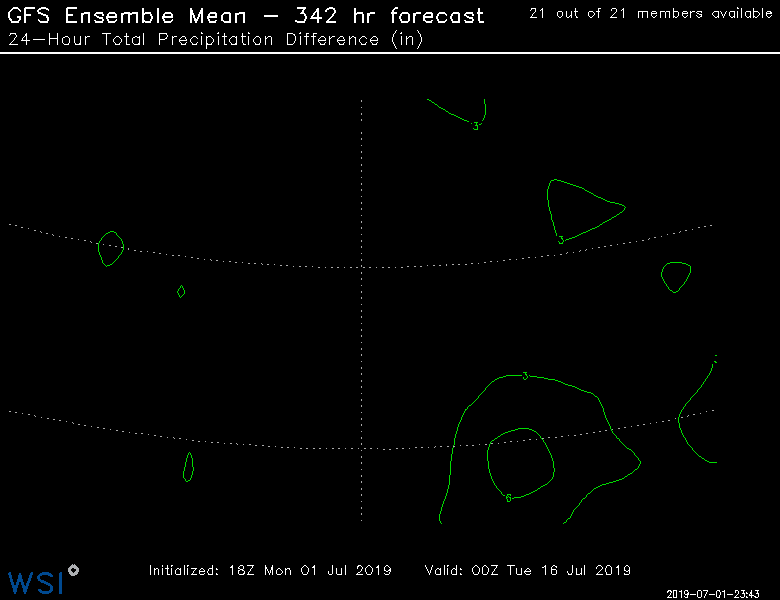 GFS Ensemble Mean – 342 hr forecast
21 out of 21 members available
24–Hour Total Precipitation Difference (in)
3
3
3
6
Initialized: 18Z Mon 01 Jul 2019
Valid: 00Z Tue 16 Jul 2019
WSI
2019–07–01–23:43